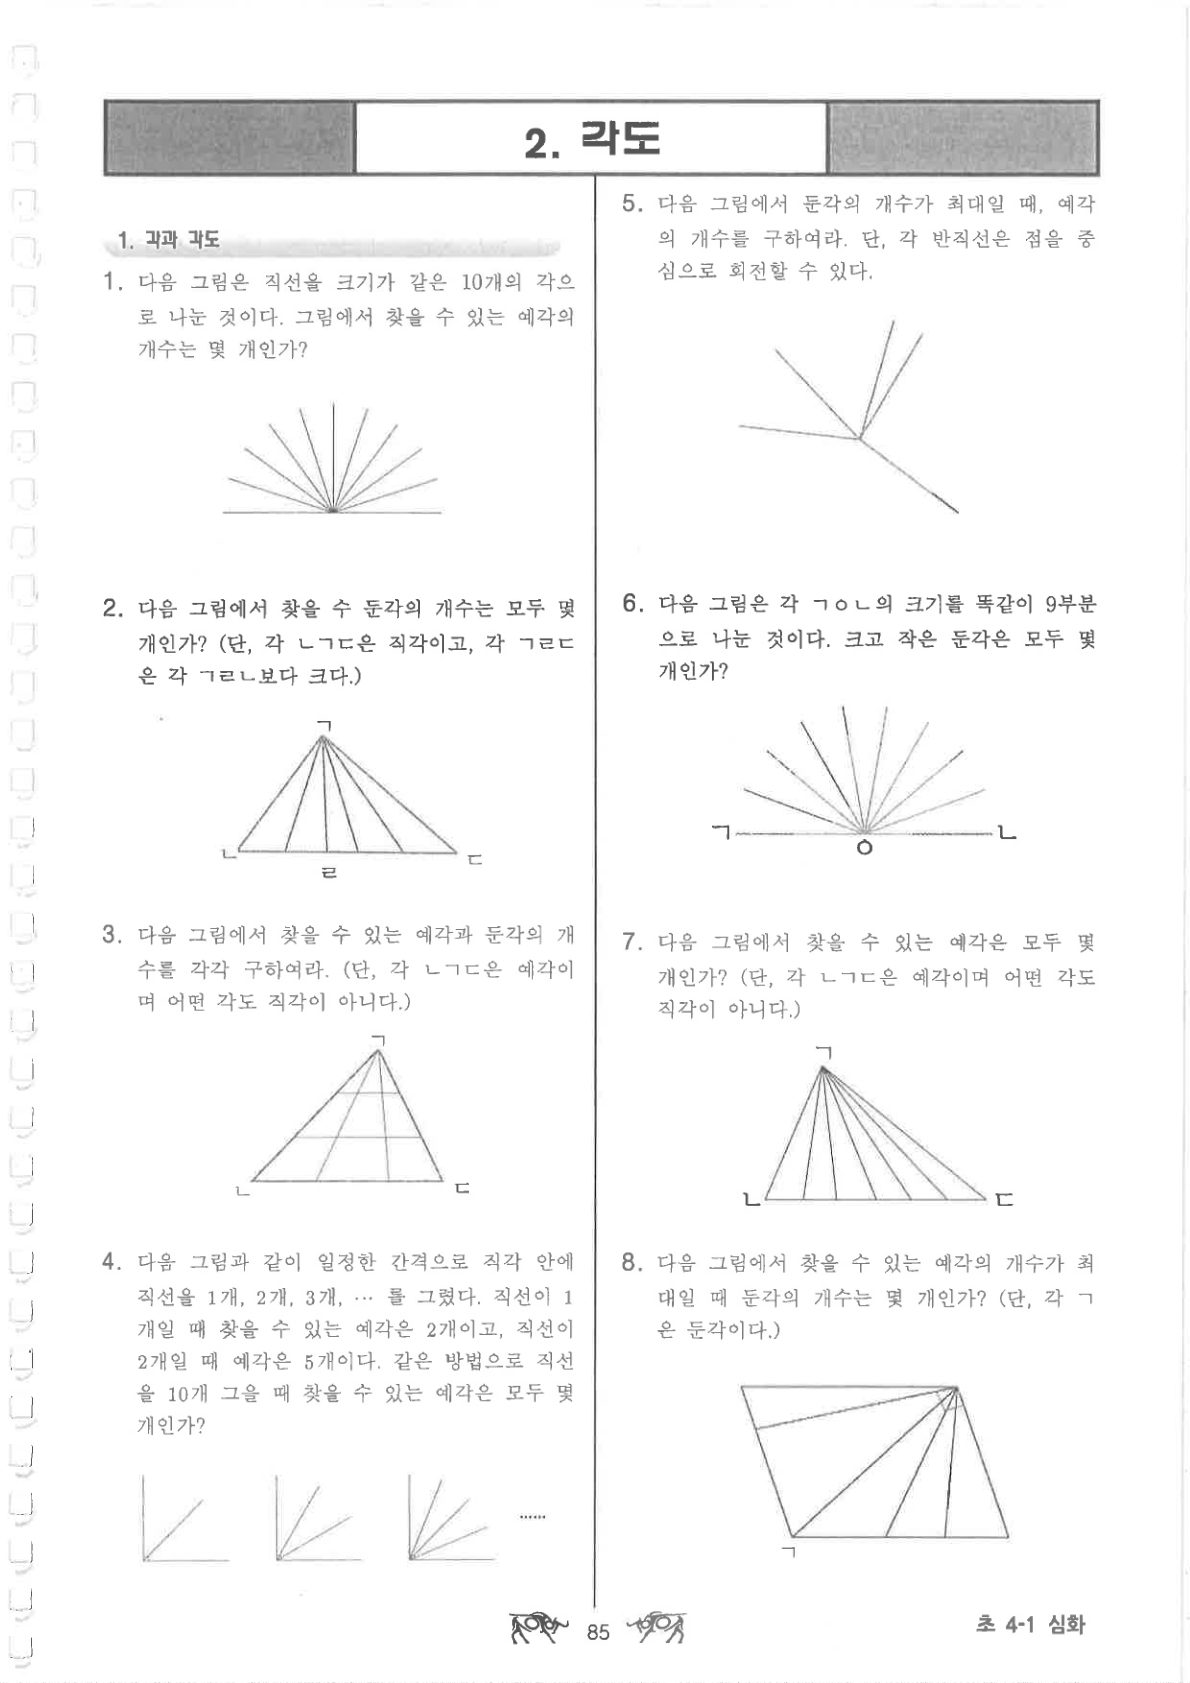 2. 각도
1. 각과 각도
1. 다음 그림은 직선을 크기가 같은 10개의 각으
로 나눈 것이다. 그림에서 찾을 수 있는 예각의
개수는 몇 개인가?
2. 다음 그림에서 찾을 수 둔각의 개수는 모두 몇
개인가? (단, 각 ㄴㄱㄷ은 직각이고, 각 ㄱㄹㄷ
은 각 ㄱㄹㄴ보다 크다.)
ㄱ
ㄴ
ㄷ
ㄹ
3. 다음 그림에서 찾을 수 있는 예각과 둔각의 개
수를 각각 구하여라. (단, 각 ㄴㄱㄷ은 예각이
며 어떤 각도 직각이 아니다.)
ㄱ
ㄴ
ㄷ
4. 다음 그림과 같이 일정한 간격으로 직각 안에
직선을 1개, 2개, 3개, … 를 그렸다. 직선이 1
개일 때 찾을 수 있는 예각은 2개이고, 직선이
2개일 때 예각은 5개이다. 같은 방법으로 직선
을 10개 그을 때 찾을 수 있는 예각은 모두 몇
개인가?
……
5. 다음 그림에서 둔각의 개수가 최대일 때, 예각
의 개수를 구하여라. 단, 각 반직선은 점을 중
심으로 회전할 수 있다.
6. 다음 그림은 각 ㄱㅇㄴ의 크기를 똑같이 9부분
으로 나눈 것이다. 크고 작은 둔각은 모두 몇
개인가?
ㄱ
ㄴ
ㅇ
7. 다음 그림에서 찾을 수 있는 예각은 모두 몇
개인가? (단, 각 ㄴㄱㄷ은 예각이며 어떤 각도
직각이 아니다.)
ㄱ
ㄴ
ㄷ
8. 다음 그림에서 찾을 수 있는 예각의 개수가 최
대일 때 둔각의 개수는 몇 개인가? (단, 각 ㄱ
은 둔각이다.)
ㄱ
85
초 4-1 심화